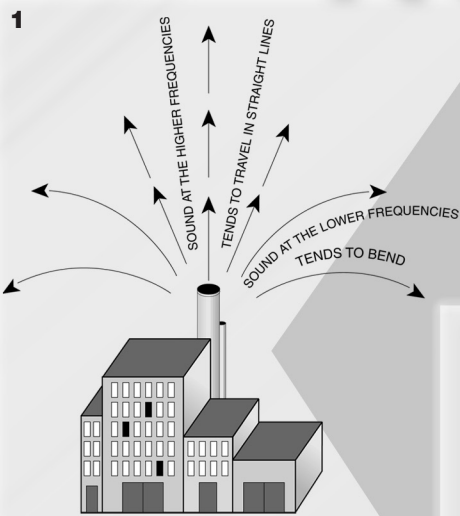 1
SOUND AT THE HIGHER FREQUENCIES
TENDS TO TRAVEL IN STRAIGHT LINES
SOUND AT THE LOWER FREQUENCIES
TENDS TO BEND